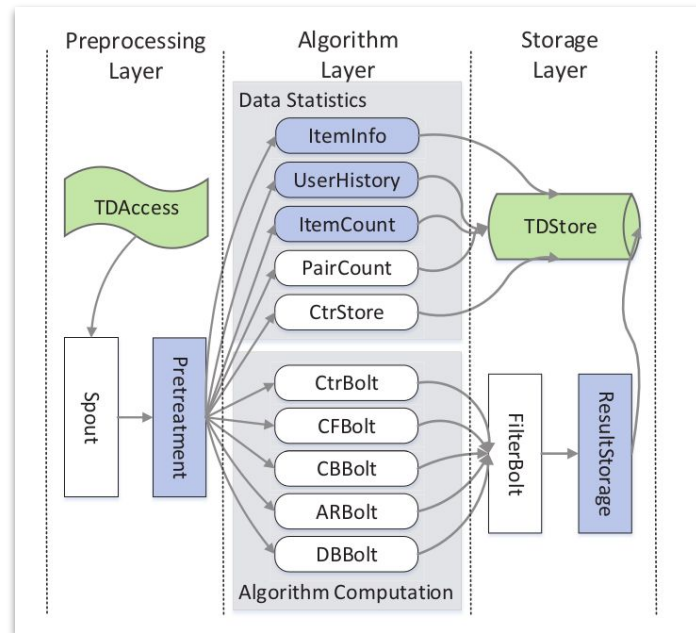 Preprocessing
Layer
Algorithm
Layer
Storage
Layer
Data Statistics
ItemInfo
UserHistory
ItemCount
PairCount
CtrStore
TDAccess
TDStore
Spout
Pretreatment
CtrBolt
CFBolt
CBBolt
ARBolt
DBBolt
Algorithm Computation
FilterBolt
ResultStorage